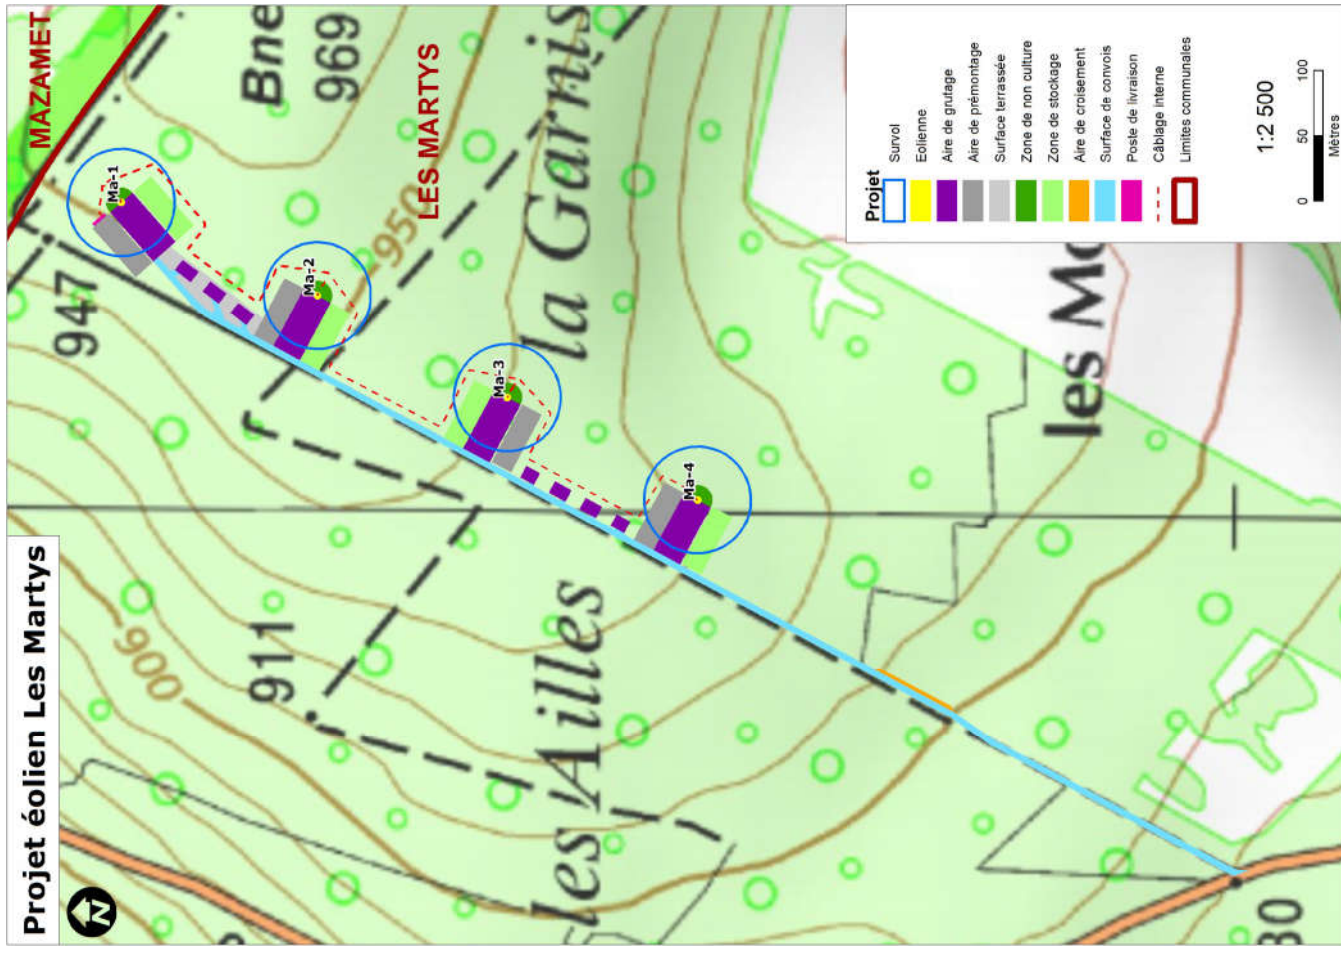 Projet éolien Les Martys
N
MAZAMET
LES MARTYS
Bne
969
947
950
911
900
la Garnis
les Ailles
les Mo
80
Ma-1
Ma-2
Ma-3
Ma-4
Projet
Survol
Eolienne
Aire de grutage
Aire de prémontage
Surface terrassée
Zone de non culture
Zone de stockage
Aire de croisement
Surface de convois
Poste de livraison
Câblage interne
Limites communales
1:2 500
0 50 100
Mètres